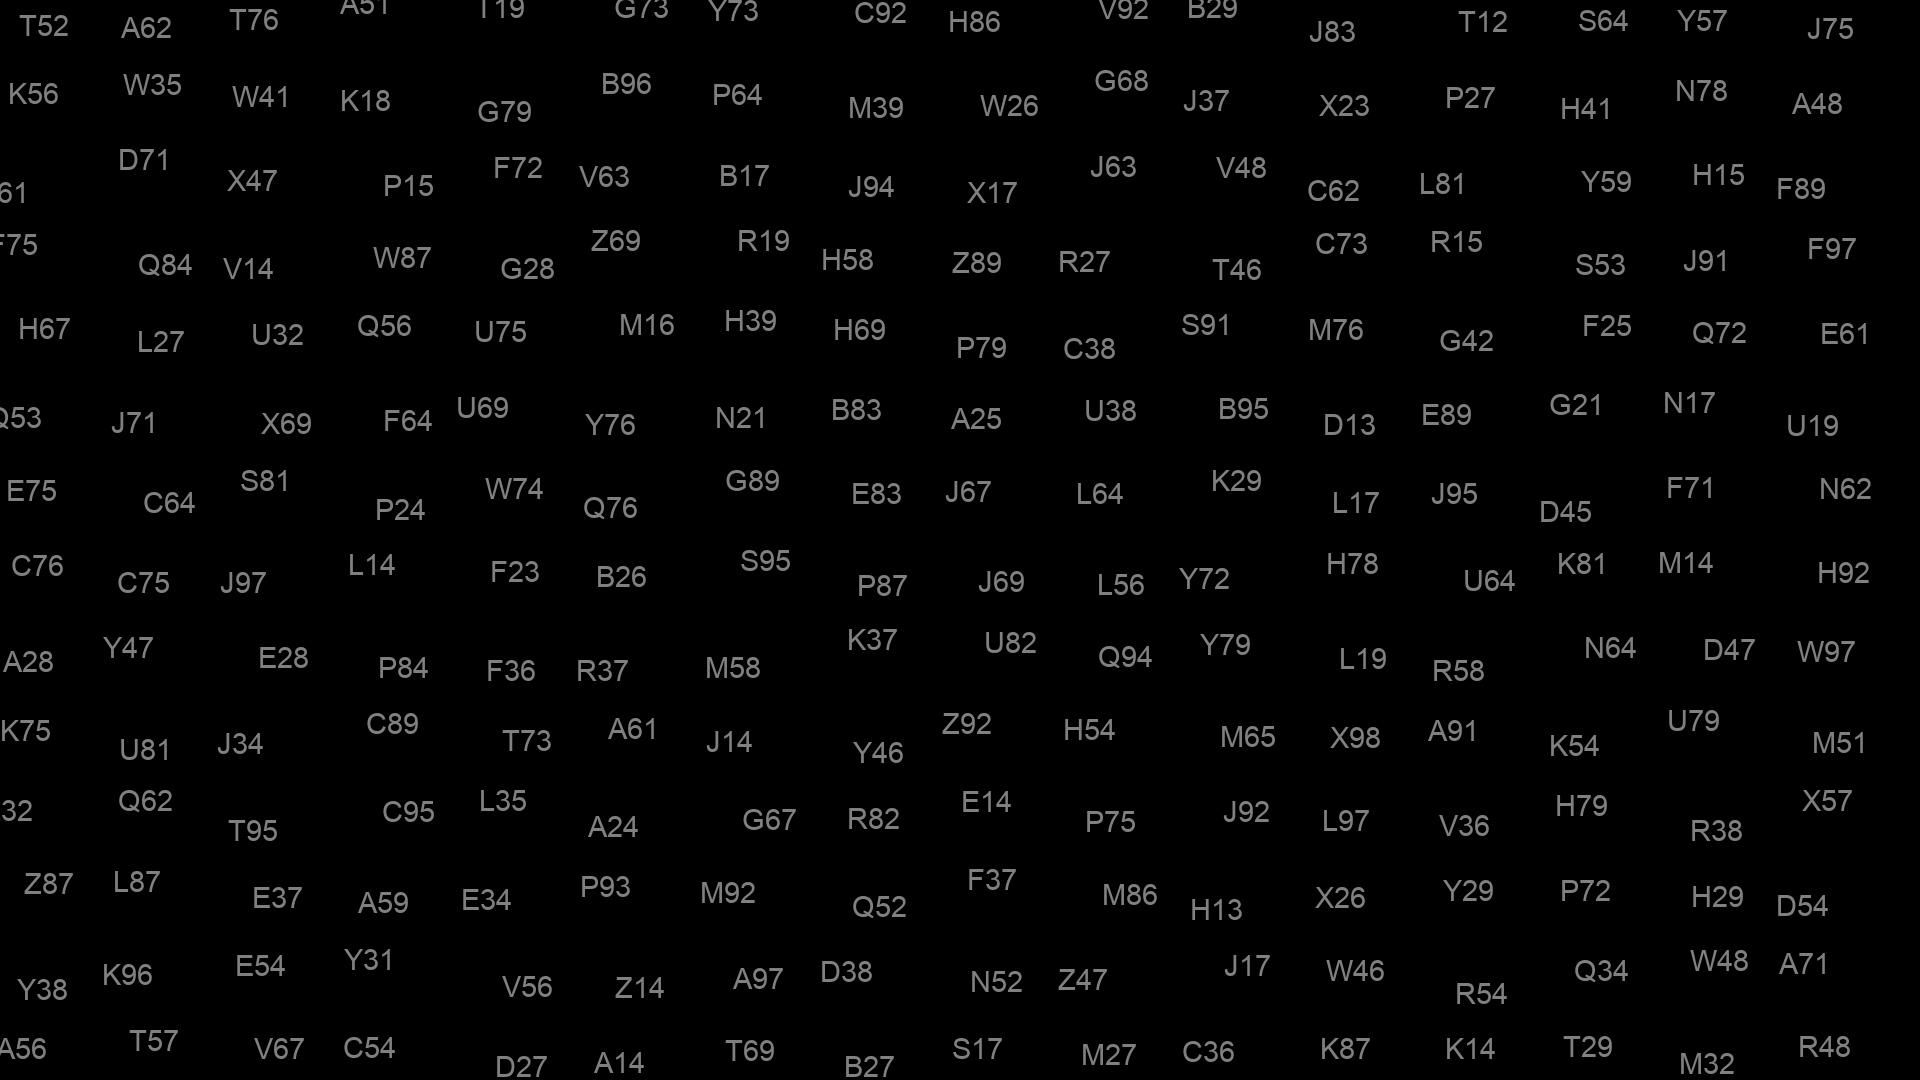 T52 A62 T76 A51 T19 G73 Y73 C92 H86 V92 B29 J83 T12 S64 Y57 J75
K56 W35 W41 K18 G79 B96 P64 M39 W26 G68 J37 X23 P27 H41 N78 A48
61 D71 X47 P15 F72 V63 B17 J94 X17 J63 V48 C62 L81 Y59 H15 F89
F75 Q84 V14 W87 G28 Z69 R19 H58 Z89 R27 T46 C73 R15 S53 J91 F97
H67 L27 U32 Q56 U75 M16 H39 H69 P79 C38 S91 M76 G42 F25 Q72 E61
Q53 J71 X69 F64 U69 Y76 N21 B83 A25 U38 B95 D13 E89 G21 N17 U19
E75 C64 S81 P24 W74 Q76 G89 E83 J67 L64 K29 L17 J95 D45 F71 N62
C76 C75 J97 L14 F23 B26 S95 P87 J69 L56 Y72 H78 U64 K81 M14 H92
A28 Y47 E28 P84 F36 R37 M58 K37 U82 Q94 Y79 L19 R58 N64 D47 W97
K75 U81 J34 C89 T73 A61 J14 Y46 Z92 H54 M65 X98 A91 K54 U79 M51
32 Q62 T95 C95 L35 A24 G67 R82 E14 P75 J92 L97 V36 H79 R38 X57
Z87 L87 E37 A59 E34 P93 M92 Q52 F37 M86 H13 X26 Y29 P72 H29 D54
Y38 K96 E54 Y31 V56 Z14 A97 D38 N52 Z47 J17 W46 R54 Q34 W48 A71
A56 T57 V67 C54 D27 A14 T69 B27 S17 M27 C36 K87 K14 T29 M32 R48